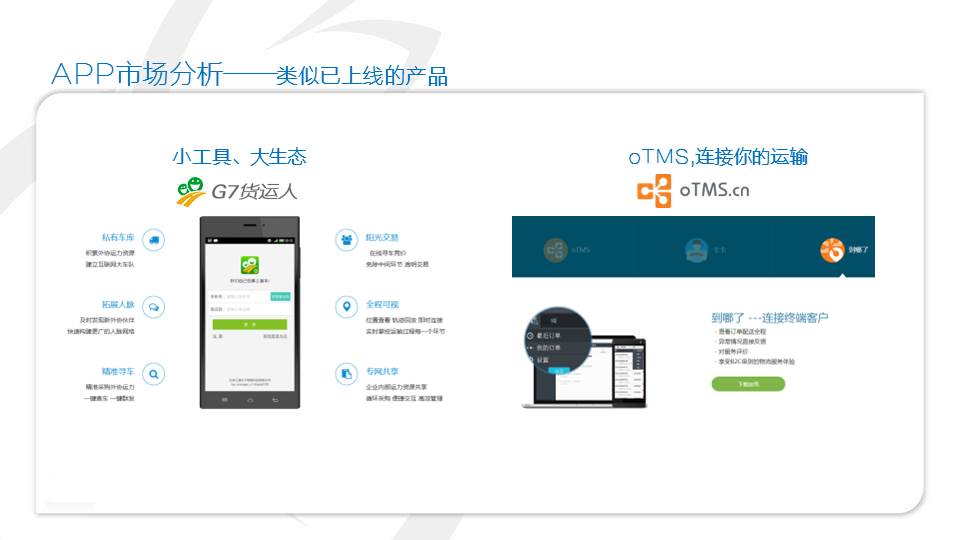 APP市场分析——类似已上线的产品
小工具、大生态
G7货运人
私有车库
积累外协运力资源
建立互联网大车队
拓展人脉
及时发现新外协伙伴
快速构建更广的人脉网络
精准寻车
精准采购外协运力
一键查车 一键群发
阳光交易
在线寻车竞价
免除中间环节 透明交易
全程可视
位置查看 轨迹回放 即时连接
实时掌控运输过程每一个环节
专网共享
企业内部运力资源共享
循环采购 便捷交互 高效管理
oTMS,连接你的运输
oTMS.cn
oTMS
卡卡
到哪了
最近订单
我的订单
设置
到哪了 ---连接终端客户
· 查看订单配送全程
· 异常情况直接反馈
· 对服务评价
· 享受B2C级别的物流服务体验
下载应用